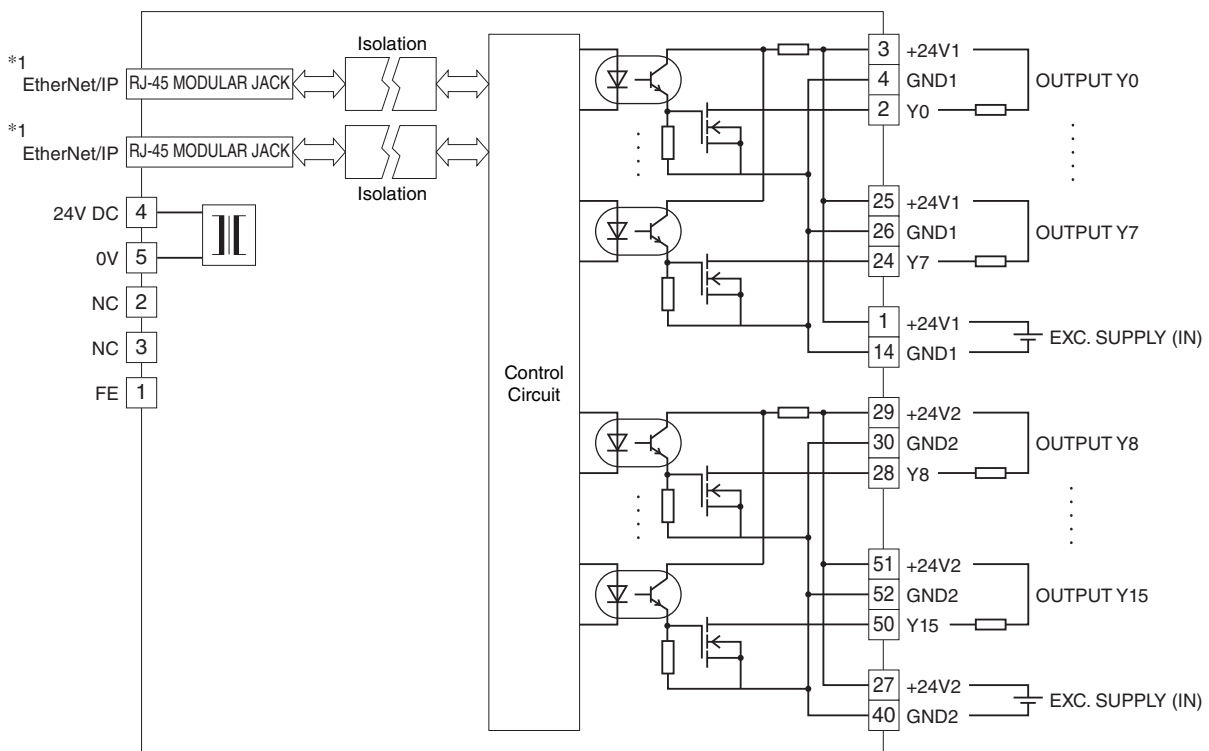 Isolation
*1
EtherNet/IP RJ-45 MODULAR JACK
*1
EtherNet/IP RJ-45 MODULAR JACK
Isolation
24V DC 4
0V 5
NC 2
NC 3
FE 1
Control
Circuit
3 +24V1
4 GND1 OUTPUT Y0
2 Y0
25 +24V1
26 GND1 OUTPUT Y7
24 Y7
1 +24V1
EXC. SUPPLY (IN)
14 GND1
29 +24V2
30 GND2 OUTPUT Y8
28 Y8
51 +24V2
52 GND2 OUTPUT Y15
50 Y15
27 +24V2
EXC. SUPPLY (IN)
40 GND2